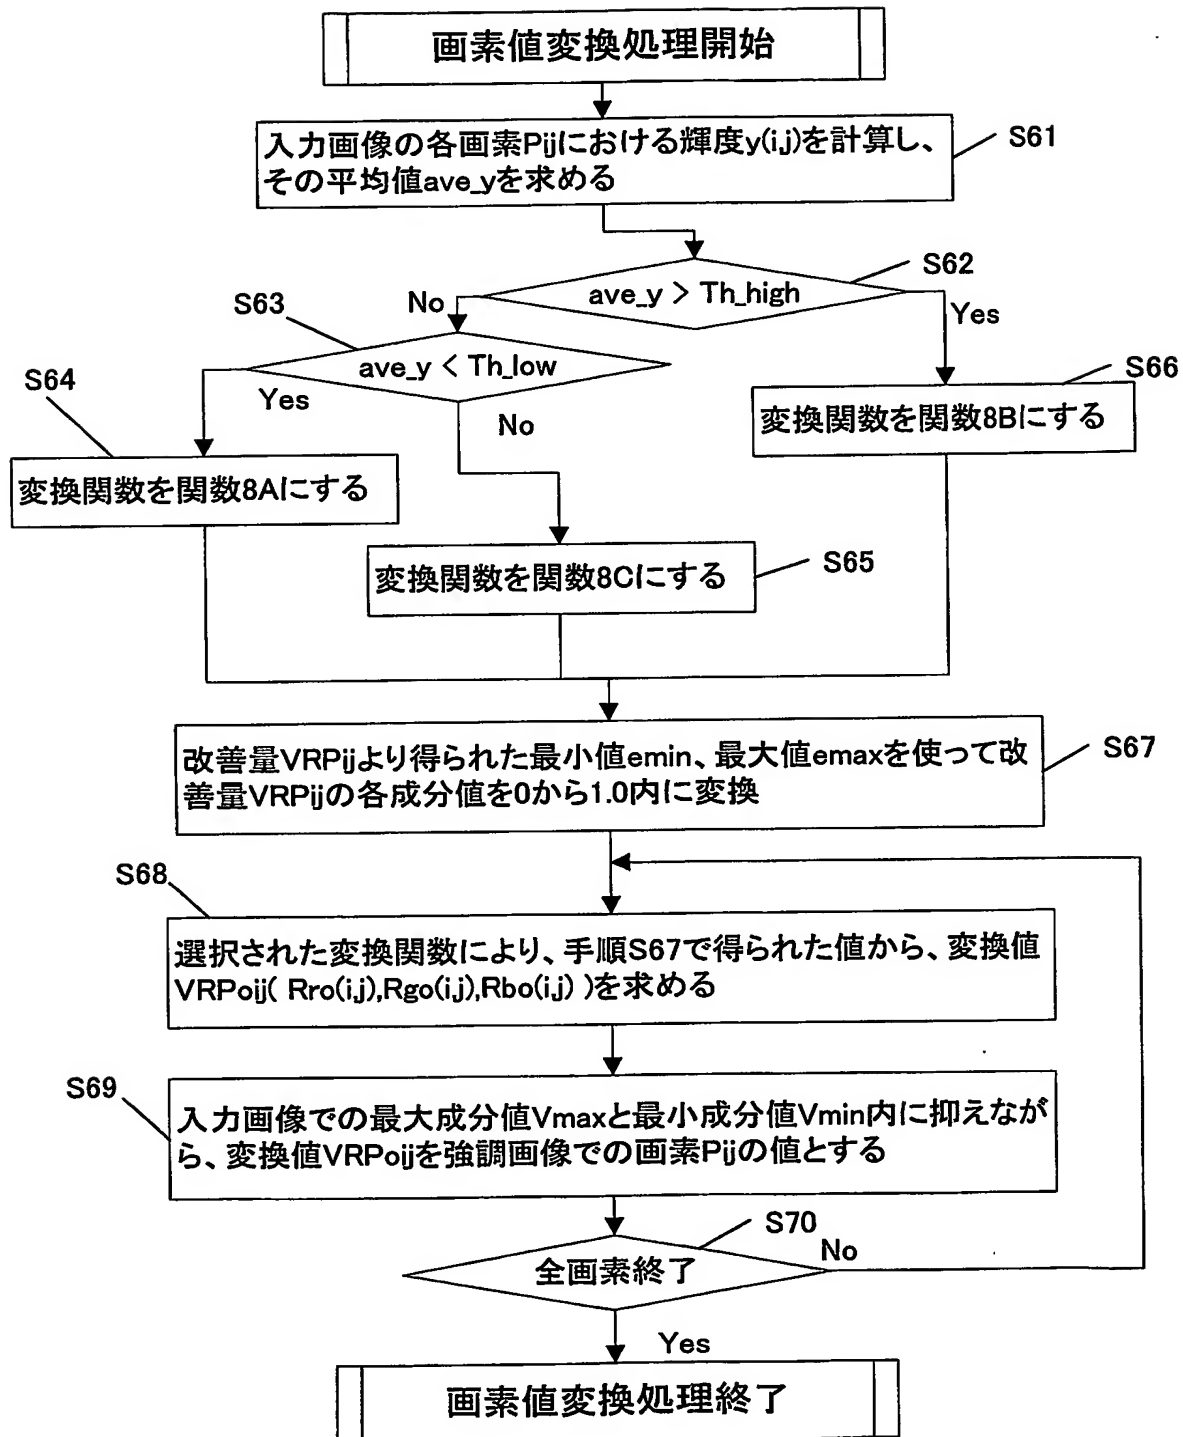 画素値変換処理開始
入力画像の各画素Pijにおける輝度y(i,j)を計算し、
その平均値ave_yを求める
S61
S62
ave_y > Th_high
No
Yes
S63
ave_y < Th_low
Yes
No
S64
変換関数を関数8Aにする
S66
変換関数を関数8Bにする
変換関数を関数8Cにする
S65
改善量VRPijより得られた最小値emin、最大値emaxを使って改
善量VRPijの各成分値を0から1.0内に変換
S67
S68
選択された変換関数により、手順S67で得られた値から、変換値
VRPoij( Rro(i,j),Rgo(i,j),Rbo(i,j) )を求める
S69
入力画像での最大成分値Vmaxと最小成分値Vmin内に抑えなが
ら、変換値VRPoijを強調画像での画素Pijの値とする
S70
全画素終了
No
Yes
画素値変換処理終了